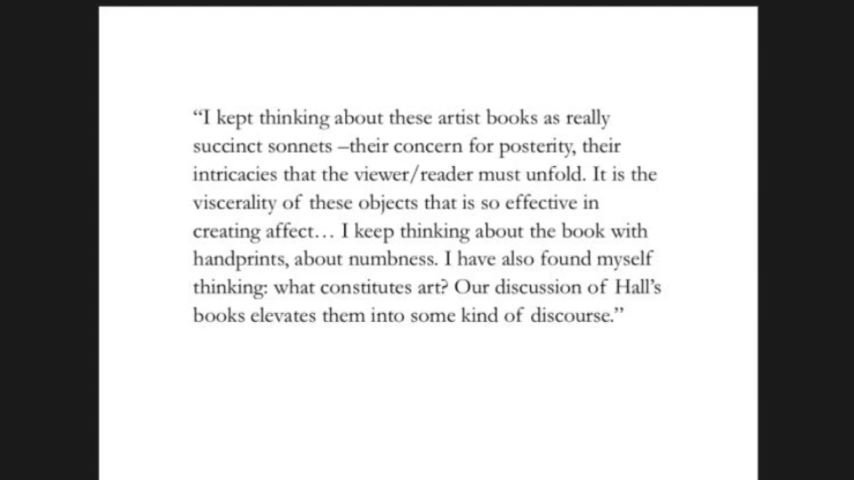 “I kept thinking about these artist books as really
succinct sonnets –their concern for posterity, their
intricacies that the viewer/reader must unfold. It is the
viscerality of these objects that is so effective in
creating affect… I keep thinking about the book with
handprints, about numbness. I have also found myself
thinking: what constitutes art? Our discussion of Hall’s
books elevates them into some kind of discourse.”